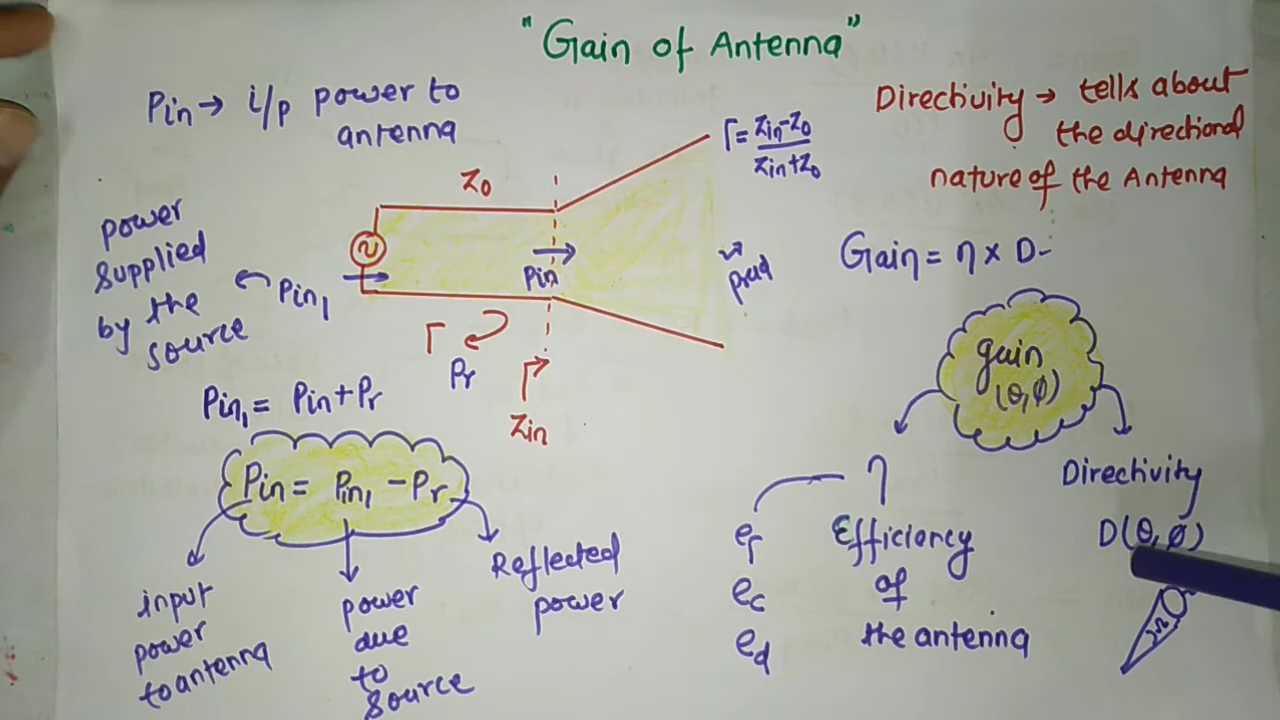 "Gain of Antenna"
Pin → i/p power to
antenna
Γ = Zin-Z0
Zin+Z0
Directivity → tells about
the directional
nature of the Antenna
Z0
power
supplied
by the
source
Pin1
Pin
Prad
Gain = η × D-
Γ
Pr
Zin
gain
(θ,φ)
Pin1 = Pin+Pr
Pin = Pin1 - Pr
input
power
to antenna
power
due
to
source
Reflected
power
η
er
ec
ed
Efficiency
of
the antenna
Directivity
D(θ,φ)